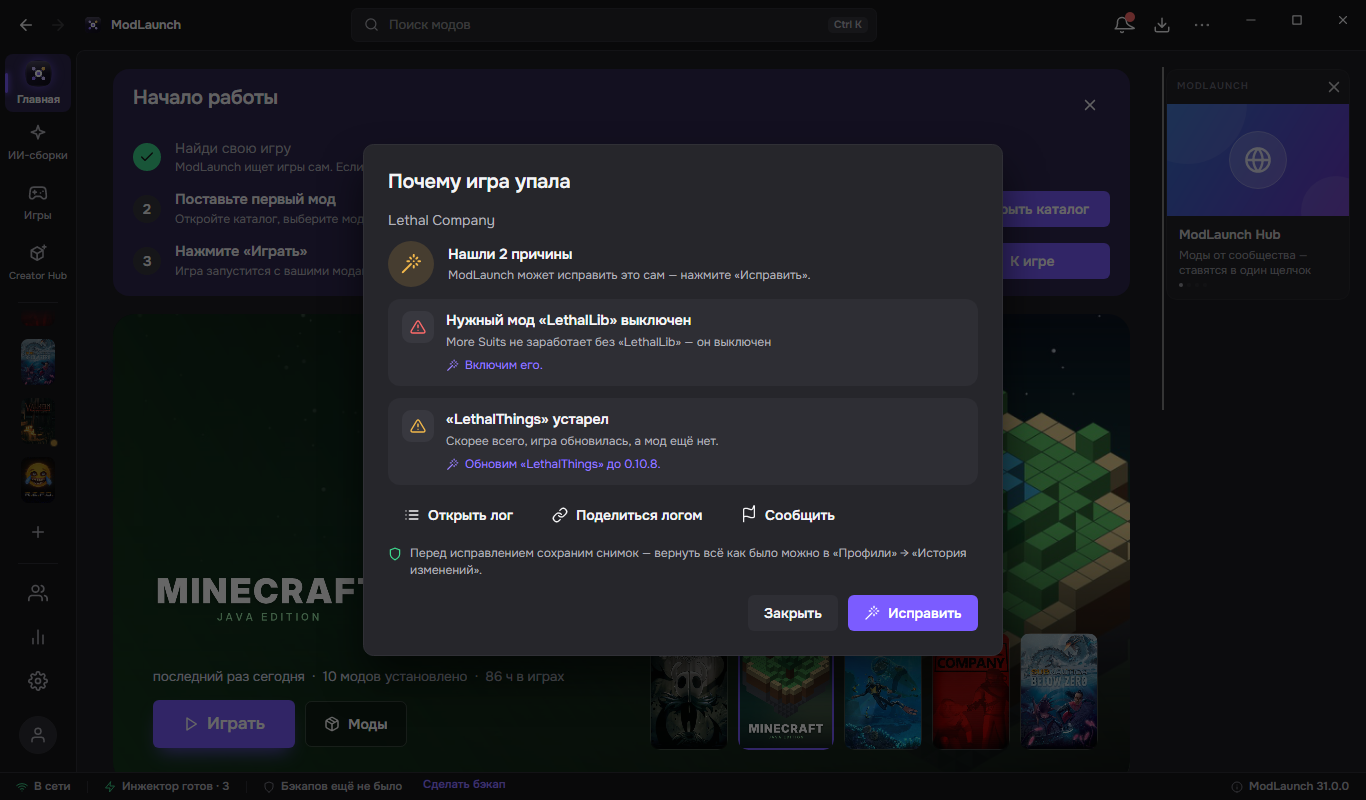 ModLaunch
Поиск модов
Ctrl K
Главная
ИИ-сборки
Игры
Creator Hub
Начало работы
Найди свою игру
ModLaunch ищет игры сам. Если
2
Поставьте первый мод
Откройте каталог, выберите мод
3
Нажмите «Играть»
Игра запустится с вашими мода
рыть каталог
К игре
MODLAUNCH
ModLaunch Hub
Моды от сообщества —
ставятся в один щелчок
Почему игра упала
Lethal Company
Нашли 2 причины
ModLaunch может исправить это сам — нажмите «Исправить».
Нужный мод «LethalLib» выключен
More Suits не заработает без «LethalLib» — он выключен
Включим его.
«LethalThings» устарел
Скорее всего, игра обновилась, а мод ещё нет.
Обновим «LethalThings» до 0.10.8.
Открыть лог
Поделиться логом
Сообщить
Перед исправлением сохраним снимок — вернуть всё как было можно в «Профили» → «История
изменений».
Закрыть
Исправить
R.E.P.O.
MINECRAFT
JAVA EDITION
последний раз сегодня · 10 модов установлено · 86 ч в играх
Играть
Моды
MINECRAFT
COMPANY
BELOW ZERO
В сети
Инжектор готов · 3
Бэкапов ещё не было
Сделать бэкап
ModLaunch 31.0.0